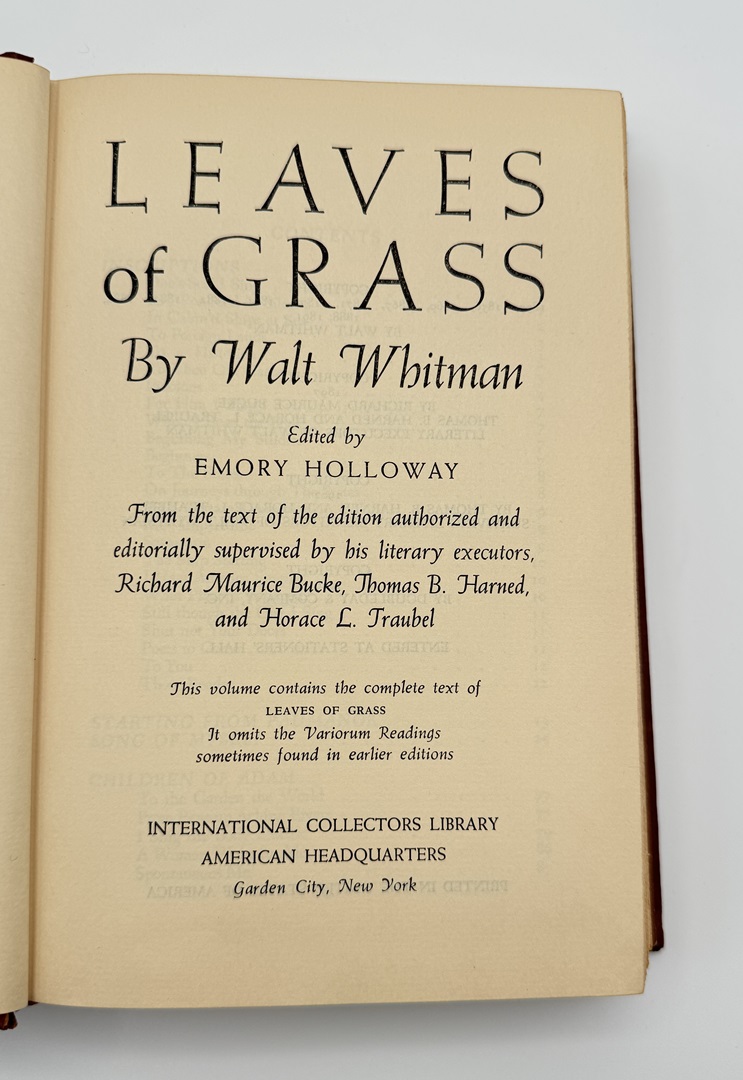 LEAVES
of GRASS
By Walt Whitman
Edited by
EMORY HOLLOWAY
From the text of the edition authorized and
editorially supervised by his literary executors,
Richard Maurice Bucke, Thomas B. Harned,
and Horace L. Traubel
This volume contains the complete text of
LEAVES OF GRASS
It omits the Variorum Readings
sometimes found in earlier editions
INTERNATIONAL COLLECTORS LIBRARY
AMERICAN HEADQUARTERS
Garden City, New York